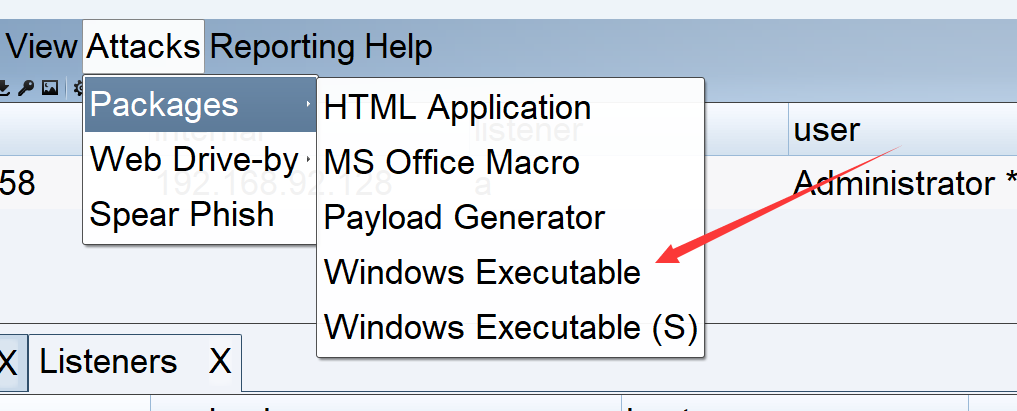 View Attacks Reporting Help
Packages HTML Application
internal listener user
Web Drive-by MS Office Macro
58 192.168.92.128 a Administrator *
Spear Phish Payload Generator
Windows Executable
Windows Executable (S)
X Listeners X